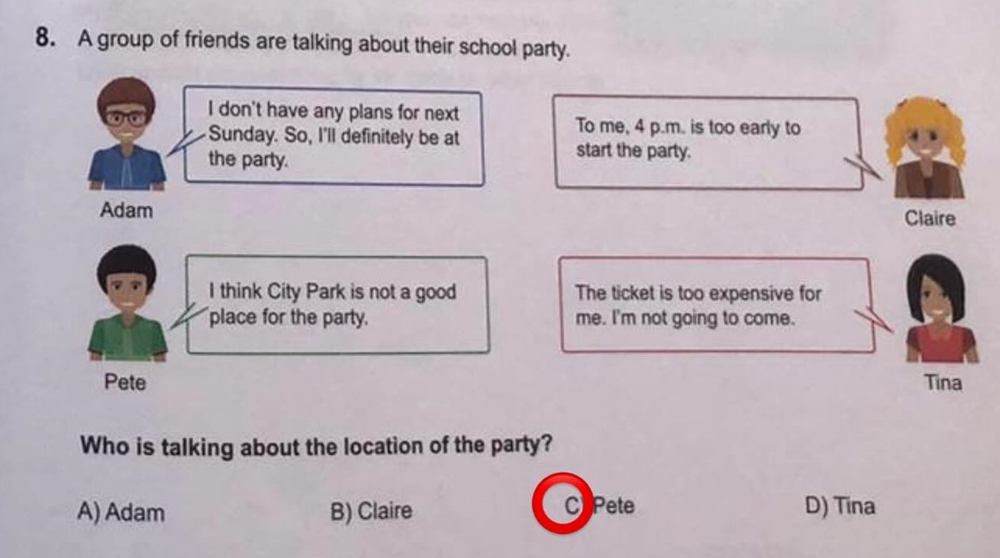 8. A group of friends are talking about their school party.
I don't have any plans for next
Sunday. So, I'll definitely be at
the party.
Adam
To me, 4 p.m. is too early to
start the party.
Claire
I think City Park is not a good
place for the party.
Pete
The ticket is too expensive for
me. I'm not going to come.
Tina
Who is talking about the location of the party?
A) Adam B) Claire C) Pete D) Tina